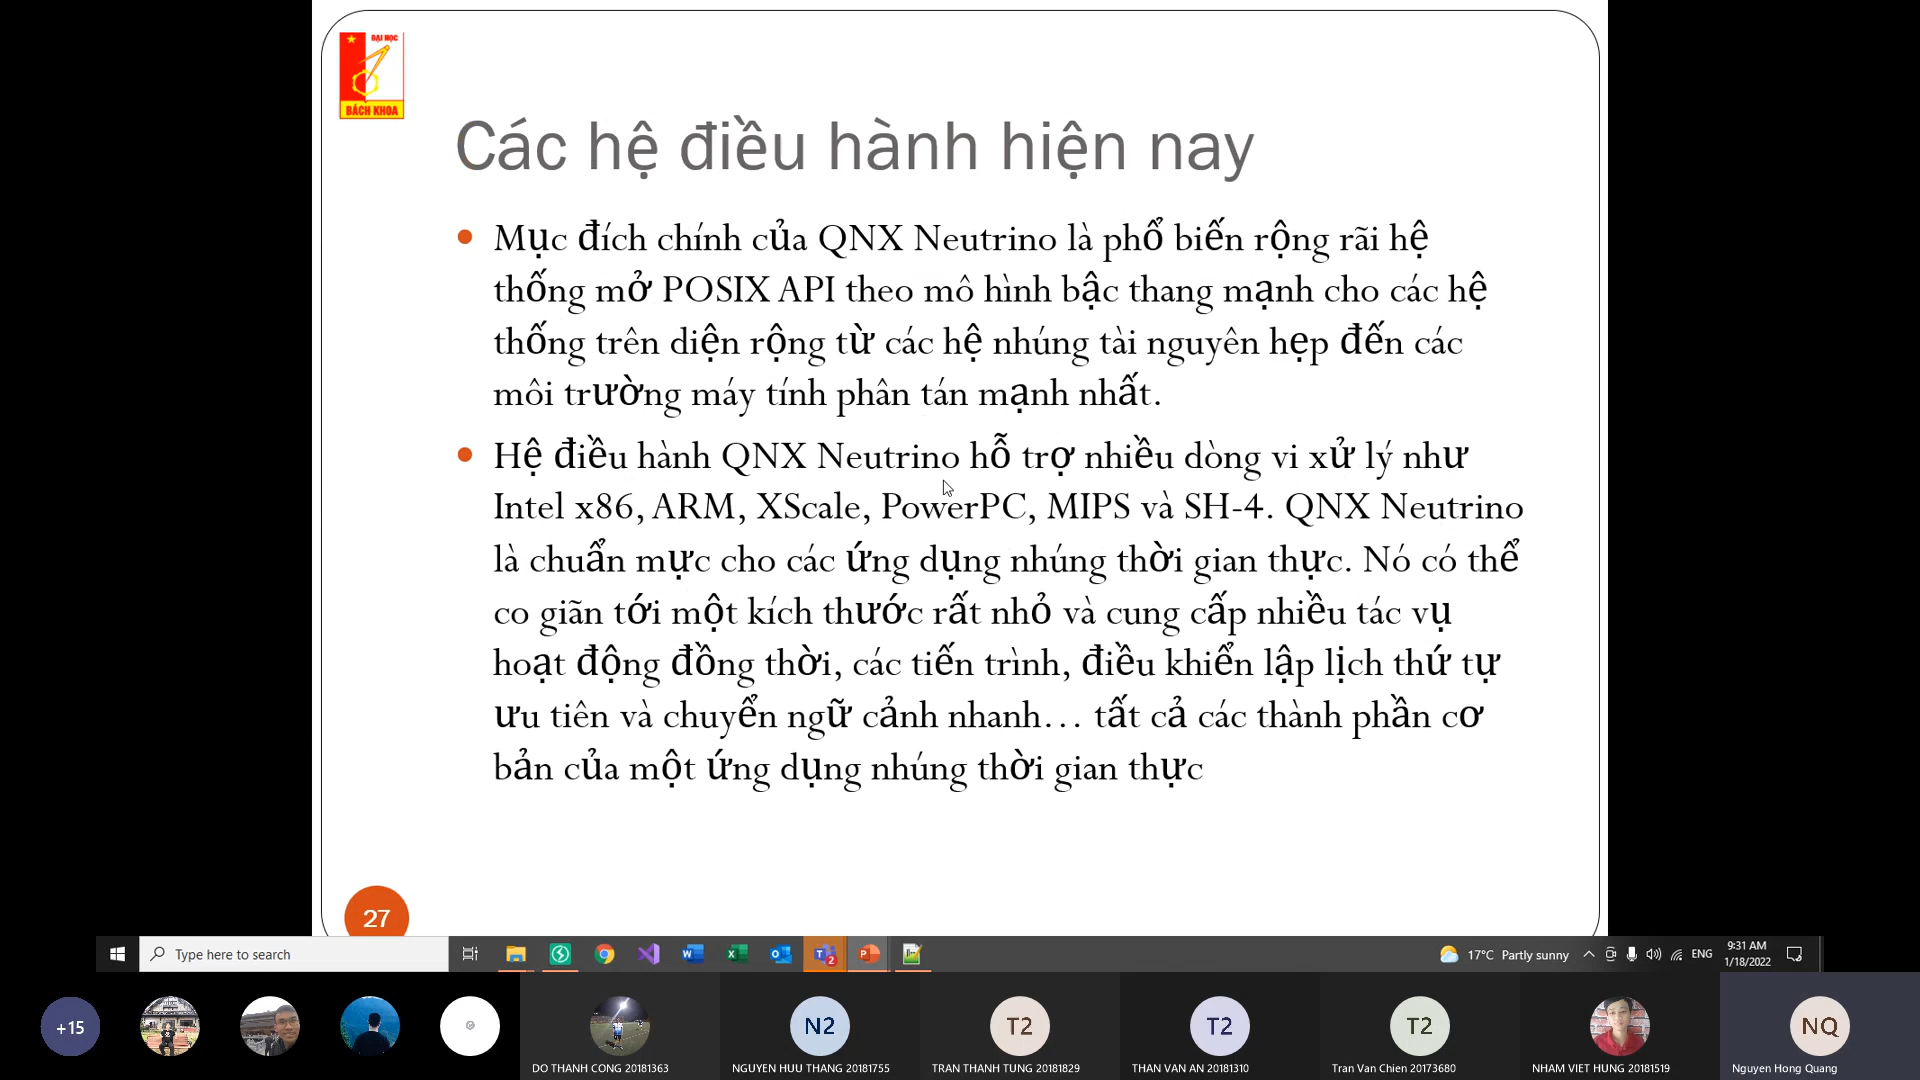 ĐẠI HỌC
BÁCH KHOA
Các hệ điều hành hiện nay
• Mục đích chính của QNX Neutrino là phổ biến rộng rãi hệ
thống mở POSIX API theo mô hình bậc thang mạnh cho các hệ
thống trên diện rộng từ các hệ nhúng tài nguyên hẹp đến các
môi trường máy tính phân tán mạnh nhất.
• Hệ điều hành QNX Neutrino hỗ trợ nhiều dòng vi xử lý như
Intel x86, ARM, XScale, PowerPC, MIPS và SH-4. QNX Neutrino
là chuẩn mực cho các ứng dụng nhúng thời gian thực. Nó có thể
co giãn tới một kích thước rất nhỏ và cung cấp nhiều tác vụ
hoạt động đồng thời, các tiến trình, điều khiển lập lịch thứ tự
ưu tiên và chuyển ngữ cảnh nhanh… tất cả các thành phần cơ
bản của một ứng dụng nhúng thời gian thực
27
Type here to search
17°C Partly sunny
ENG
9:31 AM
1/18/2022
+15
N2
T2
T2
T2
NQ
DO THANH CONG 20181363
NGUYEN HUU THANG 20181755
TRAN THANH TUNG 20181829
THAN VAN AN 20181310
Tran Van Chien 20173680
NHAM VIET HUNG 20181519
Nguyen Hong Quang